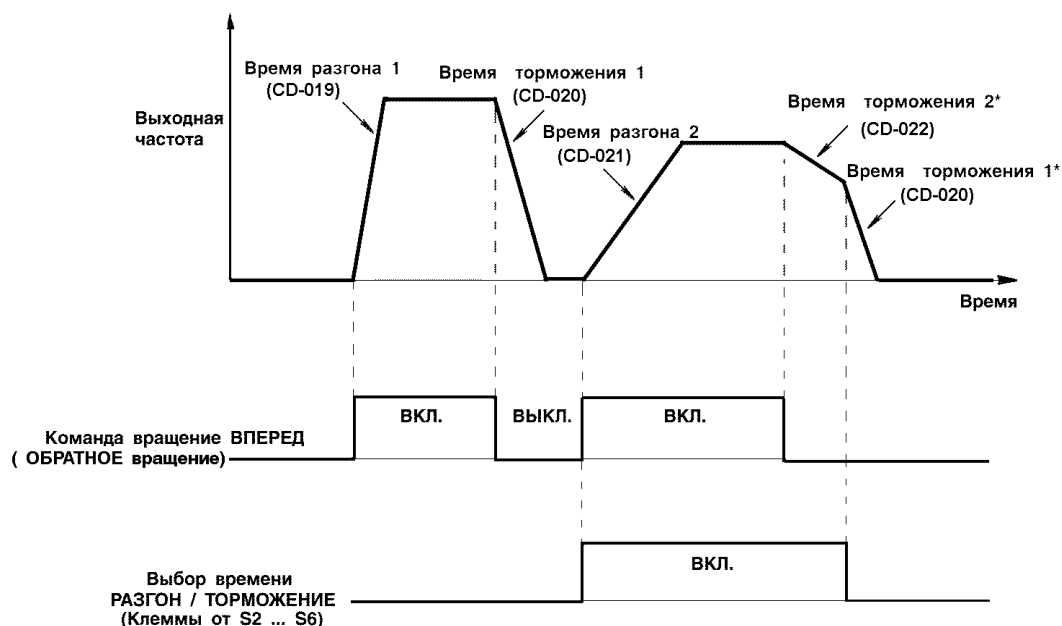 Время разгона 1
(CD-019)
Время торможения 1
(CD-020)
Выходная
частота
Время разгона 2
(CD-021)
Время торможения 2*
(CD-022)
Время торможения 1*
(CD-020)
Время
ВКЛ.
ВЫКЛ.
ВКЛ.
Команда вращение ВПЕРЕД
( ОБРАТНОЕ вращение)
ВКЛ.
Выбор времени
РАЗГОН / ТОРМОЖЕНИЕ
(Клеммы от S2 ... S6)